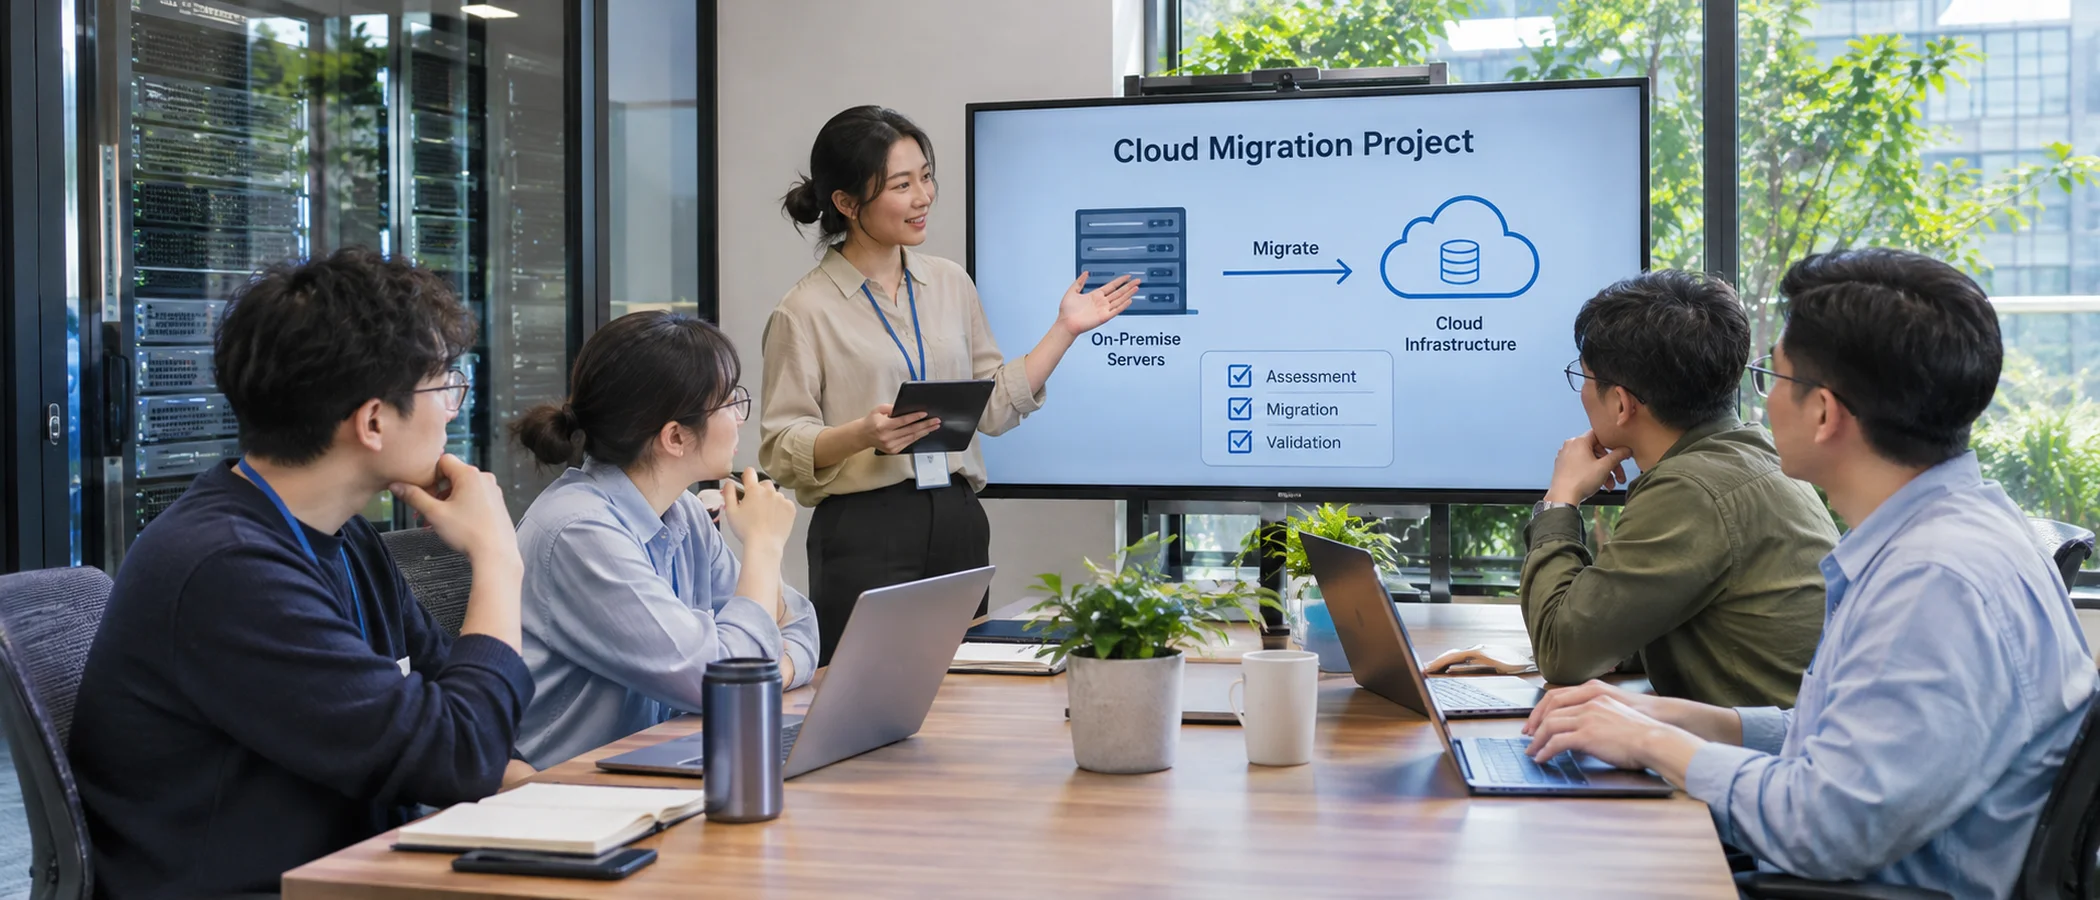 Cloud Migration Project
Migrate
On-Premise
Servers
Cloud
Infrastructure
Assessment
Migration
Validation